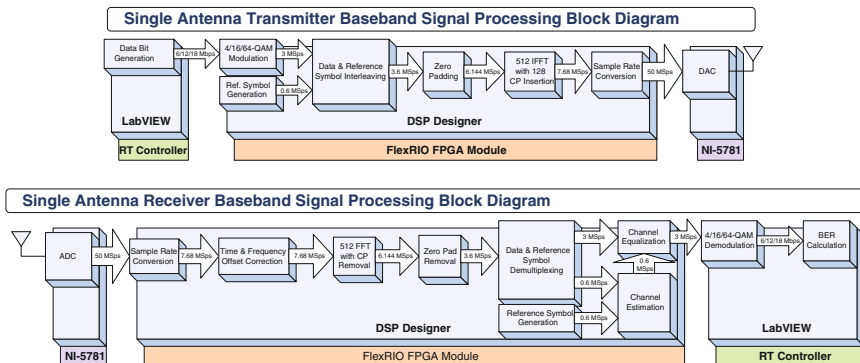 Single Antenna Transmitter Baseband Signal Processing Block Diagram
Data Bit
Generation
6/12/18 Mbps
4/16/64-QAM
Modulation
3 MSps
Ref. Symbol
Generation
0.6 MSps
Data & Reference
Symbol Interleaving
3.6 MSps
Zero
Padding
6.144 MSps
512 IFFT
with 128
CP Insertion
7.68 MSps
Sample Rate
Conversion
50 MSps
DAC
LabVIEW
DSP Designer
RT Controller
FlexRIO FPGA Module
NI-5781
Single Antenna Receiver Baseband Signal Processing Block Diagram
ADC
50 MSps
Sample Rate
Conversion
7.68 MSps
Time & Frequency
Offset Correction
7.68 MSps
512 FFT
with CP
Removal
6.144 MSps
Zero Pad
Removal
3.6 MSps
Data & Reference
Symbol
Demultiplexing
3 MSps
0.6 MSps
Reference Symbol
Generation
0.6 MSps
Channel
Equalization
0.6
MSps
Channel
Estimation
3 MSps
4/16/64-QAM
Demodulation
6/12/18 Mbps
BER
Calculation
DSP Designer
LabVIEW
NI-5781
FlexRIO FPGA Module
RT Controller